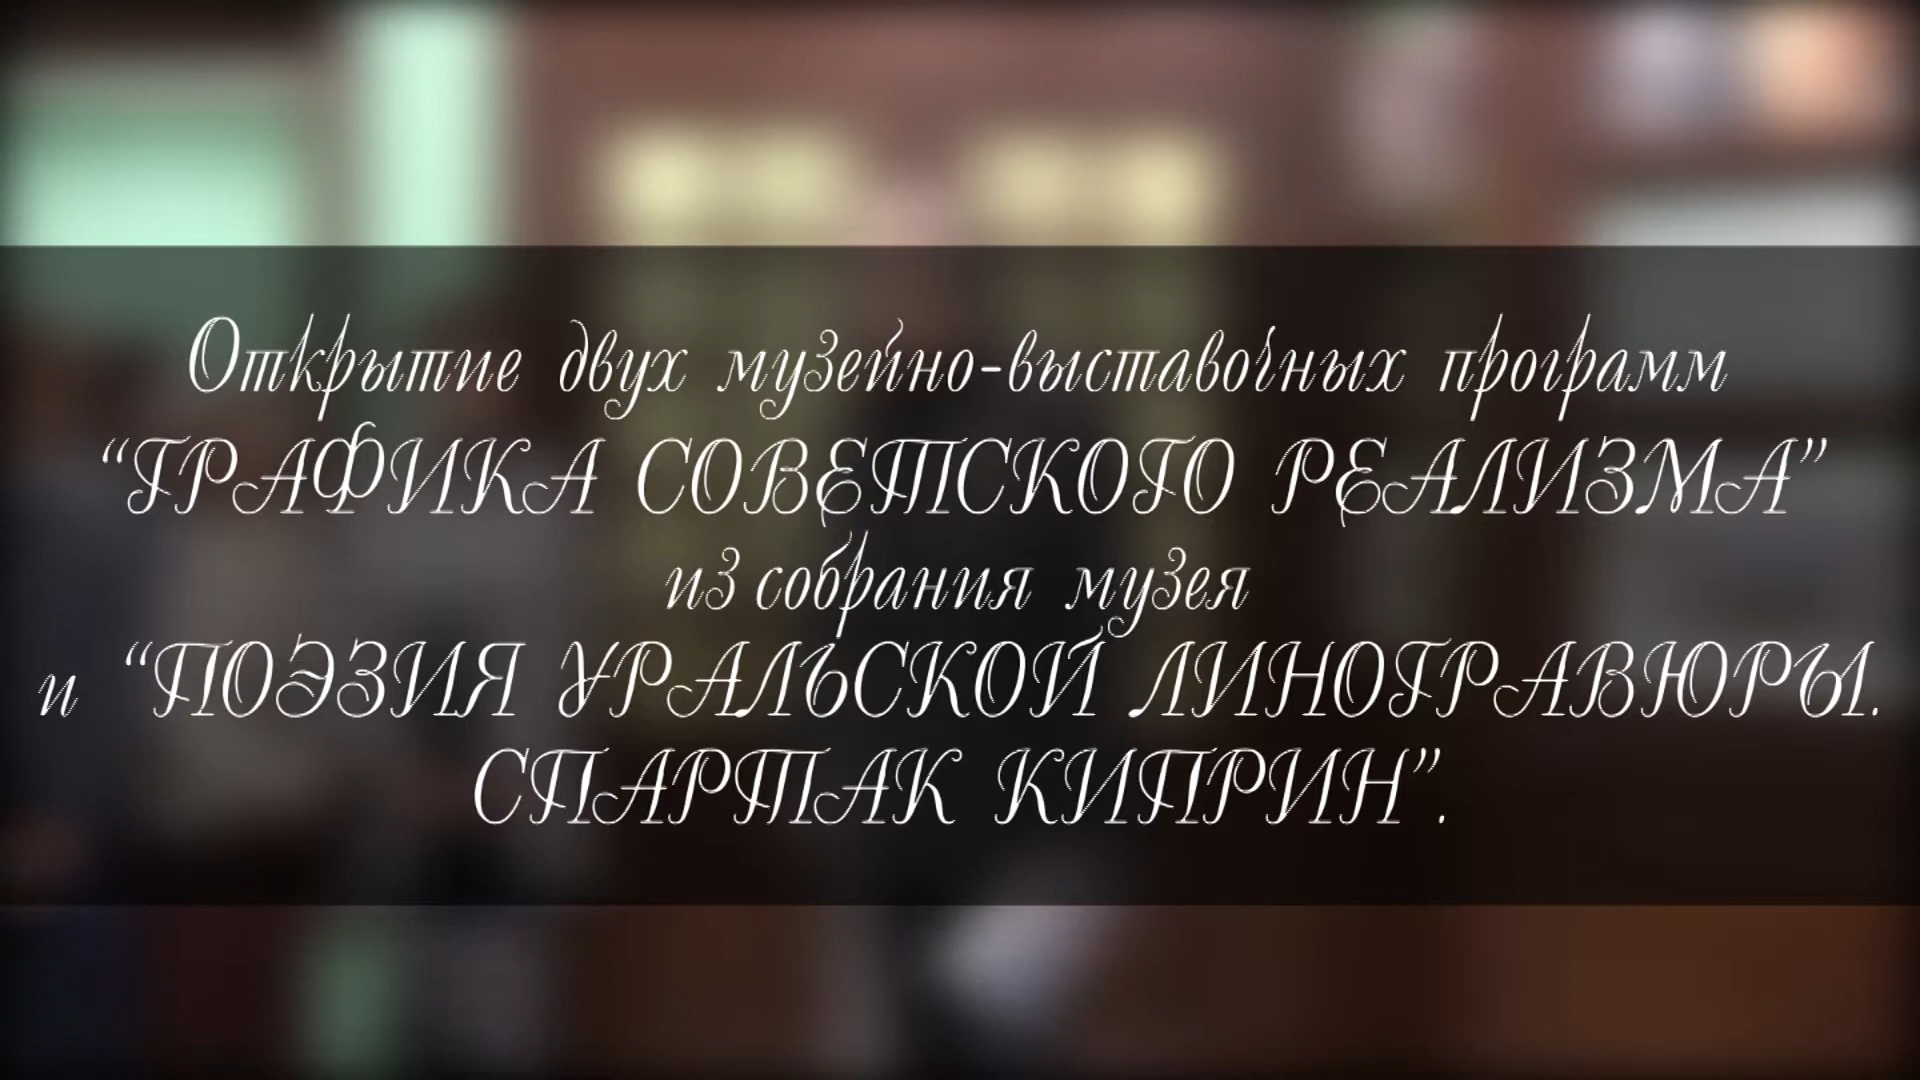 Открытие двух музейно-выставочных программ
“ГРАФИКА СОВЕТСКОГО РЕАЛИЗМА”
из собрания музея
и “ПОЭЗИЯ УРАЛЬСКОЙ ЛИНОГРАВЮРЫ.
СПАРТАК КИПРИН”.